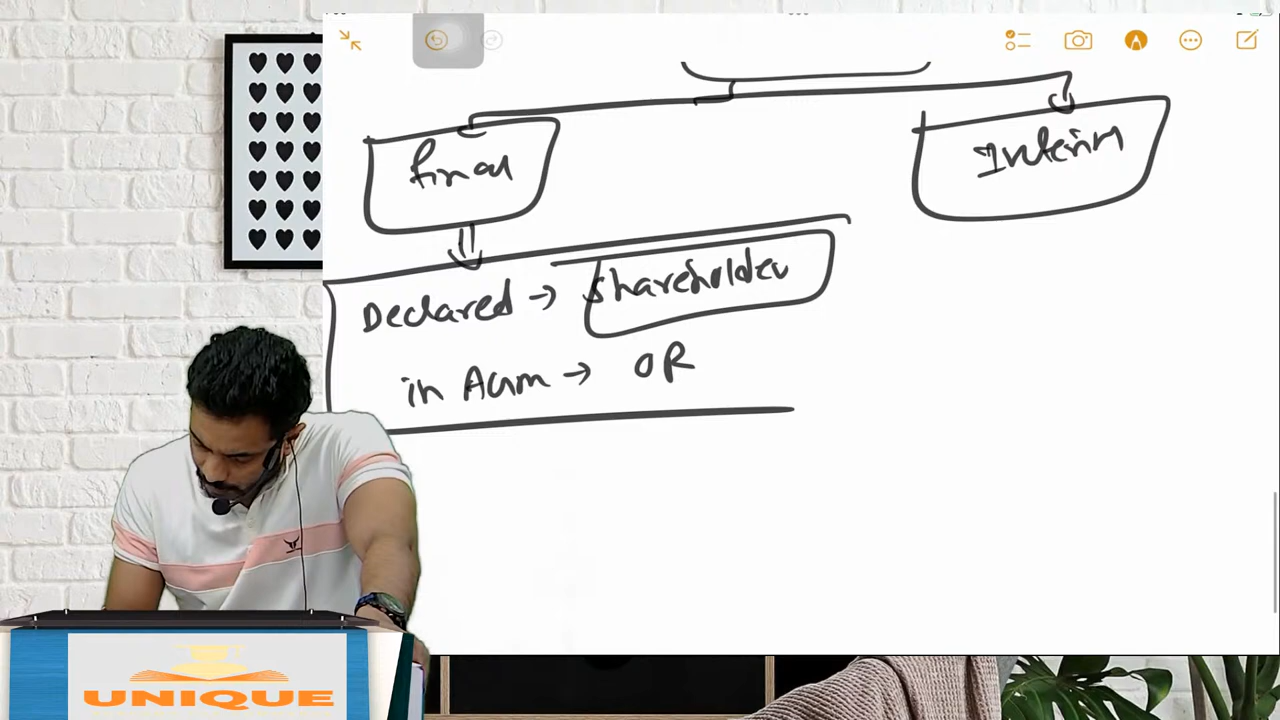 Final
Interim
Declared → Shareholder
in AGM → OR
UNIQUE